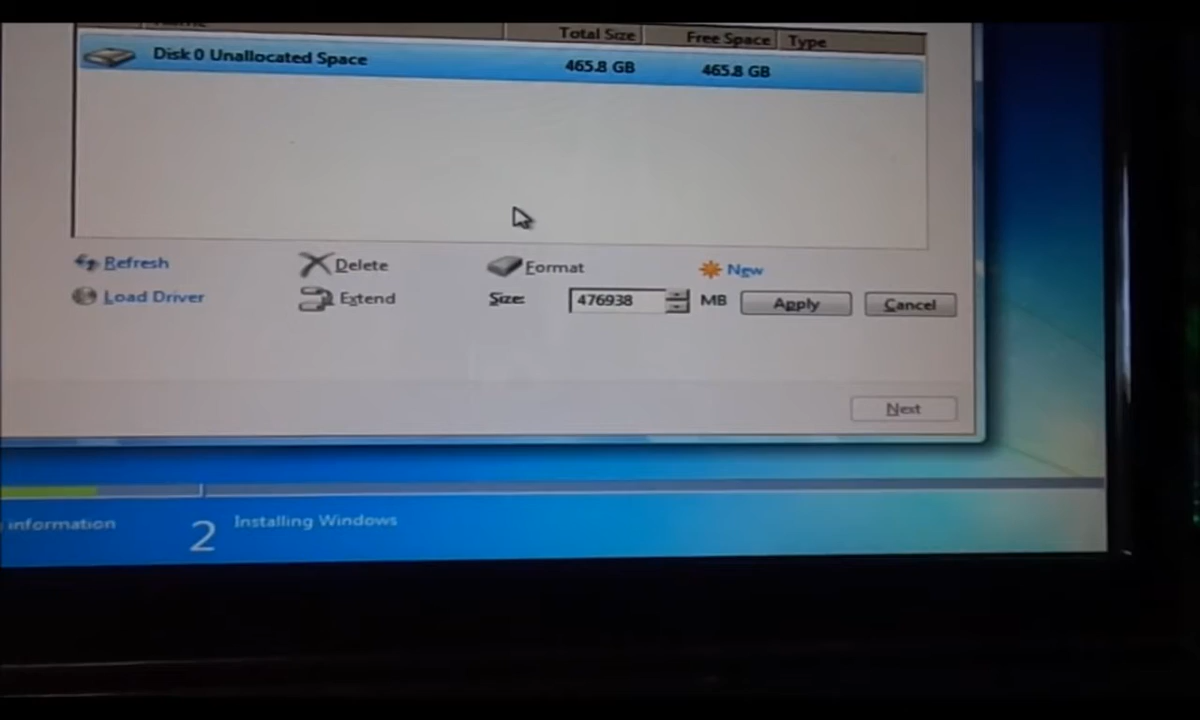 Total Size Free Space Type
Disk 0 Unallocated Space 465.8 GB 465.8 GB
Refresh Delete Format New
Load Driver Extend Size: 476938 MB Apply Cancel
Next
information 2 Installing Windows